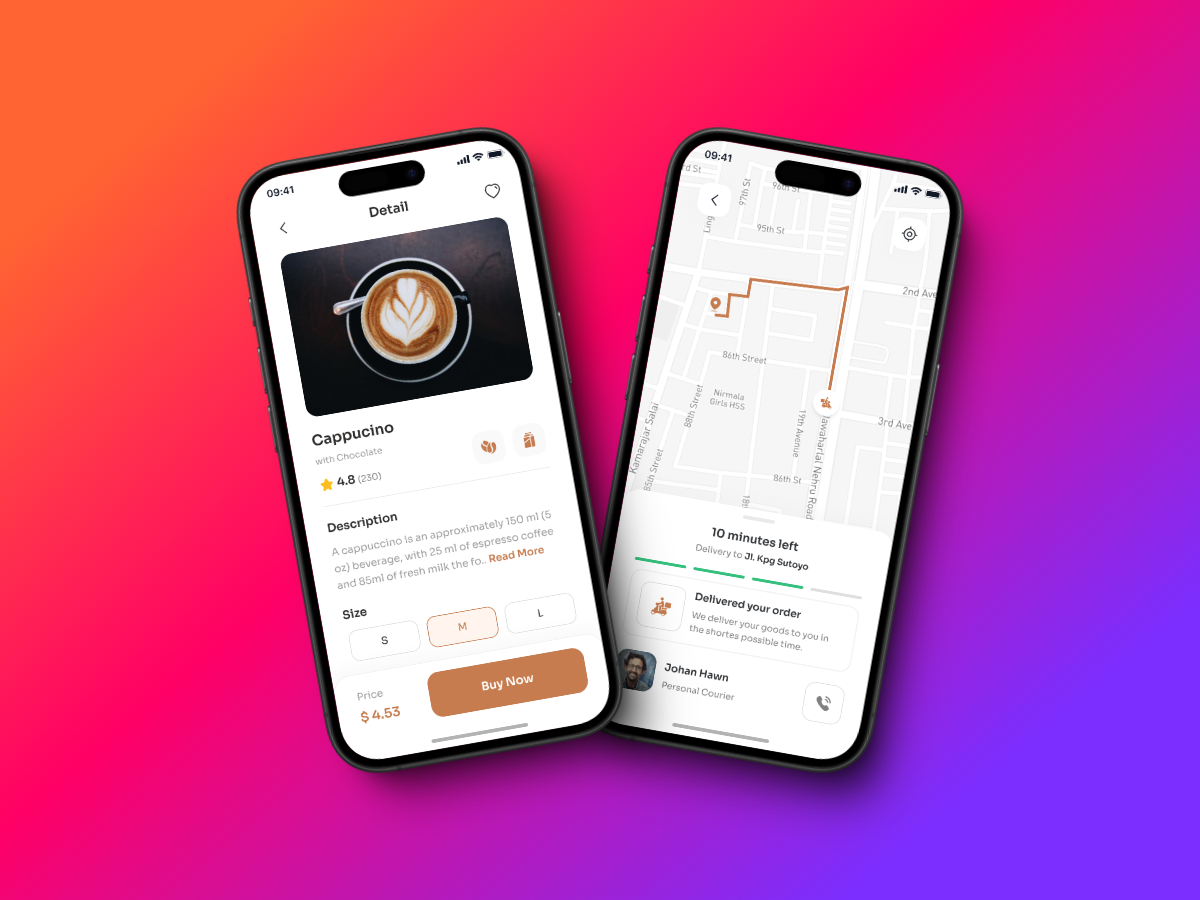 09:41
Detail
Cappucino
with Chocolate
4.8 (230)
Description
A cappuccino is an approximately 150 ml (5
oz) beverage, with 25 ml of espresso coffee
and 85ml of fresh milk the fo.. Read More
Size
S
M
L
Price
$ 4.53
Buy Now
09:41
rd St
97th St
96th St
Ling
95th St
2nd Ave
86th Street
Nirmala
Girls HSS
88th Street
Kamarajar Salai
85th Street
19th Avenue
Jawaharlal Nehru Road
3rd Ave
86th St
18t
10 minutes left
Delivery to Jl. Kpg Sutoyo
Delivered your order
We deliver your goods to you in
the shortes possible time.
Johan Hawn
Personal Courier